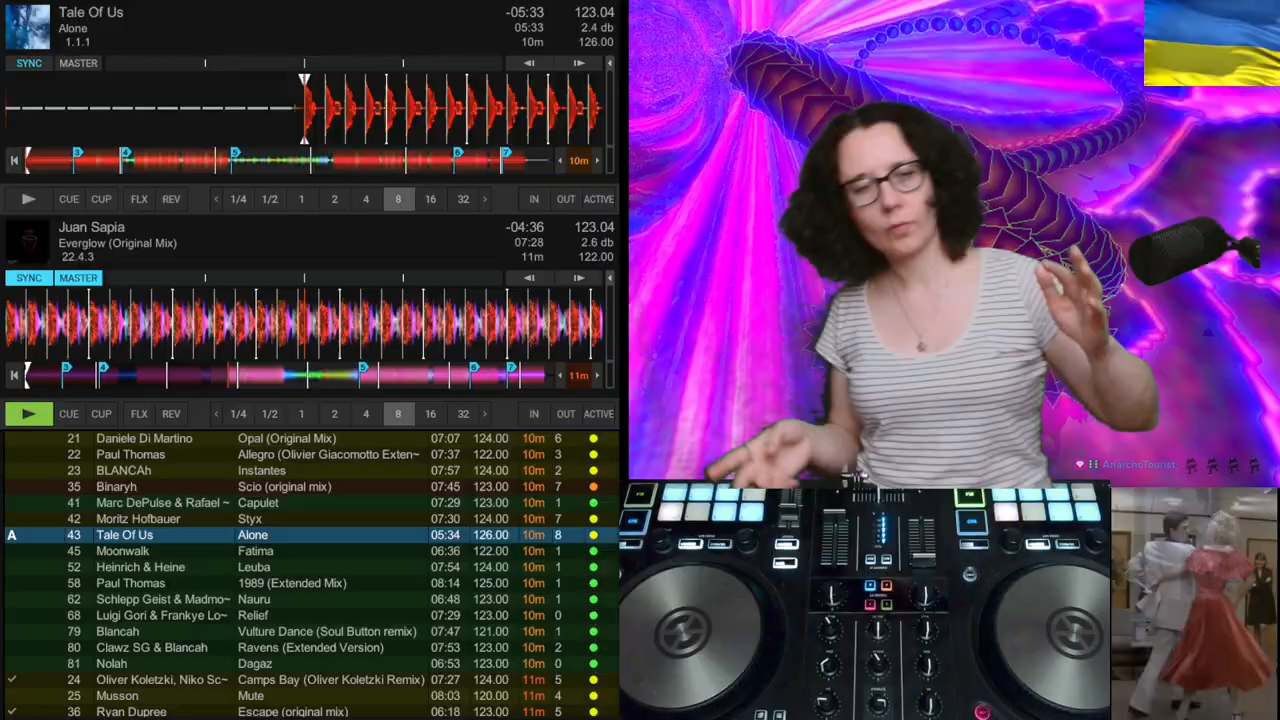 Tale Of Us -05:33 123.04
Alone 05:33 2.4 db
1.1.1 10m 126.00
SYNC MASTER
3 4 5 6 7 10m
CUE CUP FLX REV ‹ 1/4 1/2 1 2 4 8 16 32 › IN OUT ACTIVE
Juan Sapia -04:36 123.04
Everglow (Original Mix) 07:28 2.6 db
22.4.3 11m 122.00
SYNC MASTER
3 4 5 6 7 11m
CUE CUP FLX REV ‹ 1/4 1/2 1 2 4 8 16 32 › IN OUT ACTIVE
21 Daniele Di Martino Opal (Original Mix) 07:07 124.00 10m 6
22 Paul Thomas Allegro (Olivier Giacomotto Exten~ 07:37 122.00 10m 3
23 BLANCAh Instantes 07:57 124.00 10m 2
35 Binaryh Scio (original mix) 07:45 123.00 10m 7
41 Marc DePulse & Rafael ~ Capulet 07:29 123.00 10m 1
42 Moritz Hofbauer Styx 07:30 124.00 10m 7
A 43 Tale Of Us Alone 05:34 126.00 10m 8
45 Moonwalk Fatima 06:36 122.00 10m 1
52 Heinrich & Heine Leuba 07:54 124.00 10m 1
58 Paul Thomas 1989 (Extended Mix) 08:14 125.00 10m 1
62 Schlepp Geist & Madmo~ Nauru 06:48 123.00 10m 1
68 Luigi Gori & Frankye Lo~ Relief 07:29 123.00 10m 0
79 Blancah Vulture Dance (Soul Button remix) 07:47 121.00 10m 1
80 Clawz SG & Blancah Ravens (Extended Version) 07:53 123.00 10m 2
81 Nolah Dagaz 06:53 123.00 10m 0
24 Oliver Koletzki, Niko Sc~ Camps Bay (Oliver Koletzki Remix) 07:27 124.00 11m 5
25 Musson Mute 08:03 120.00 11m 4
36 Ryan Dupree Escape (original mix) 06:18 123.00 11m 5
AnarchoTourist